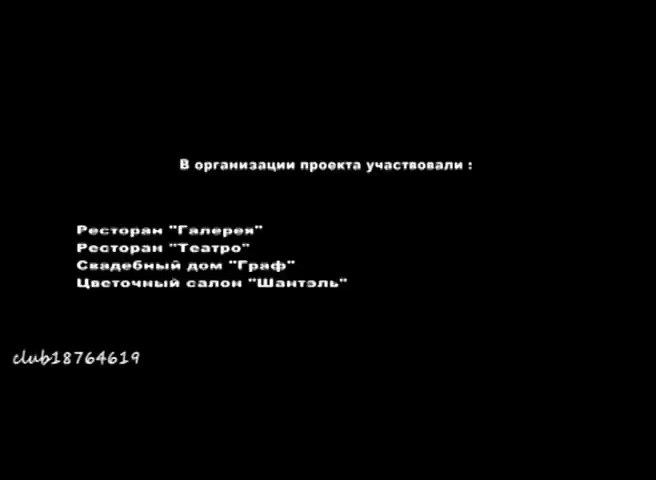 В организации проекта участвовали :
Ресторан "Галерея"
Ресторан "Театро"
Свадебный дом "Граф"
Цветочный салон "Шантэль"
club18764619